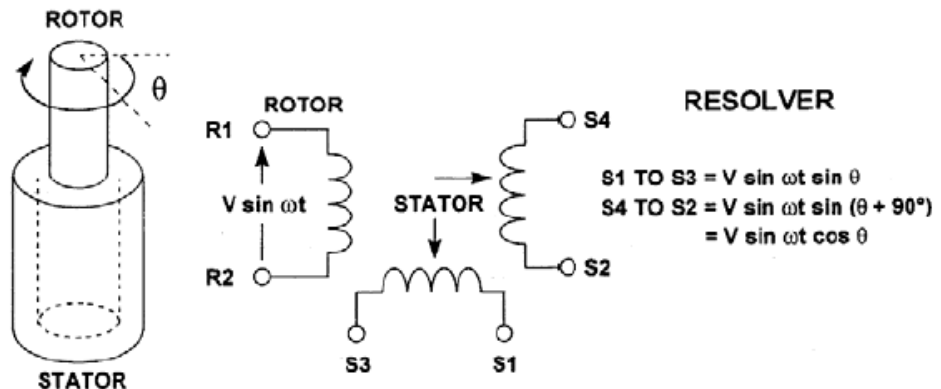 ROTOR
θ
STATOR
ROTOR
R1
V sin ωt
R2
STATOR
S3
S1
S4
S2
RESOLVER
S1 TO S3 = V sin ωt sin θ
S4 TO S2 = V sin ωt sin (θ + 90°)
= V sin ωt cos θ